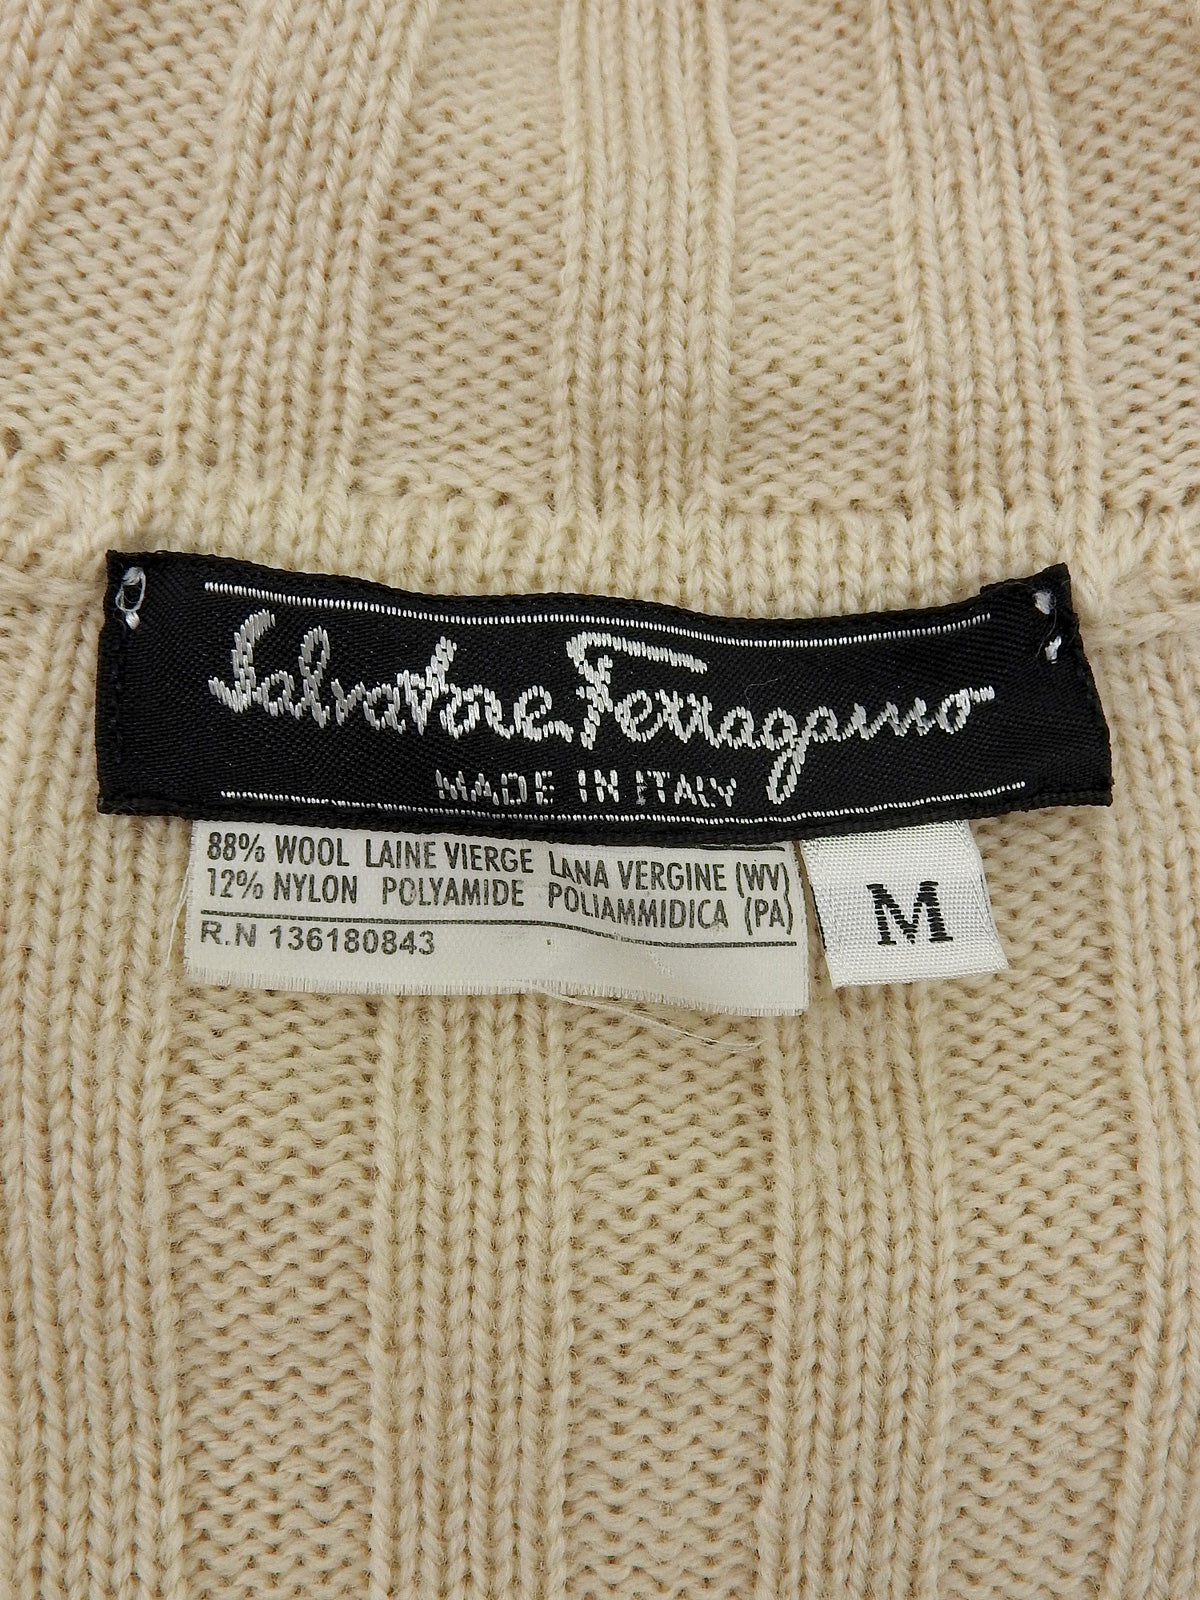 Salvatore Ferragamo
MADE IN ITALY
88% WOOL LAINE VIERGE LANA VERGINE (WV)
12% NYLON POLYAMIDE POLIAMMIDICA (PA)
R.N 136180843
M